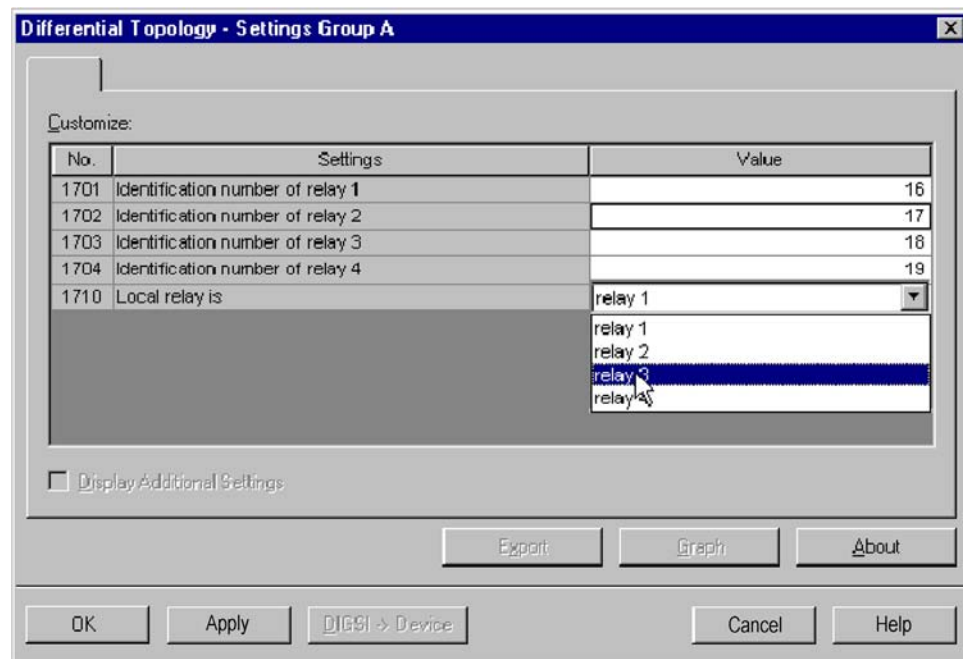 Differential Topology - Settings Group A
Customize:
No. Settings Value
1701 Identification number of relay 1 16
1702 Identification number of relay 2 17
1703 Identification number of relay 3 18
1704 Identification number of relay 4 19
1710 Local relay is relay 1
relay 1
relay 2
relay 3
relay 4
Display Additional Settings
Export Graph About
OK Apply DIGSI -> Device Cancel Help